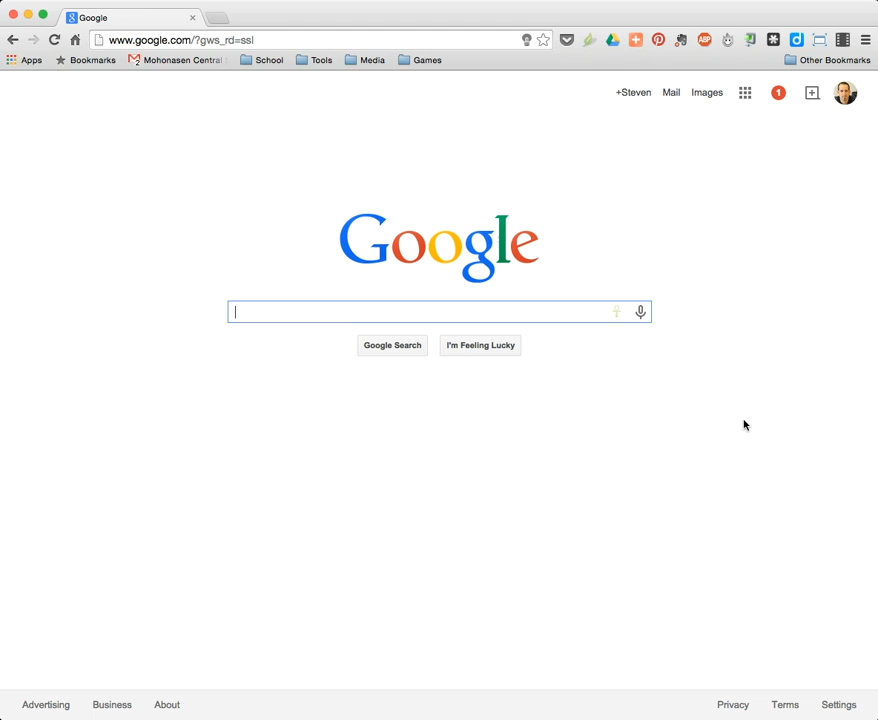 Google
www.google.com/?gws_rd=ssl
ABP
Apps Bookmarks Mohonasen Central School Tools Media Games Other Bookmarks
+Steven Mail Images 1
Google
Google Search I'm Feeling Lucky
Advertising Business About Privacy Terms Settings